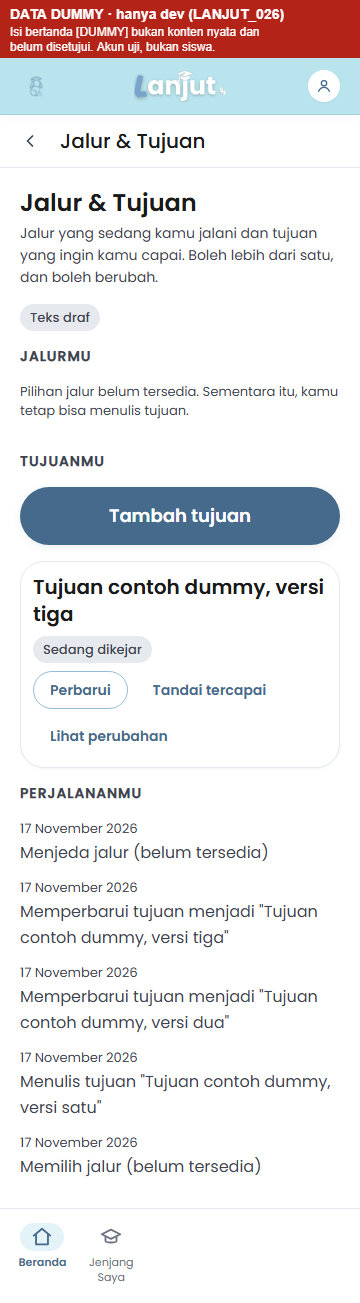 DATA DUMMY · hanya dev (LANJUT_026)
Isi bertanda [DUMMY] bukan konten nyata dan
belum disetujui. Akun uji, bukan siswa.
Lanjut
Jalur & Tujuan
Jalur & Tujuan
Jalur yang sedang kamu jalani dan tujuan
yang ingin kamu capai. Boleh lebih dari satu,
dan boleh berubah.
Teks draf
JALURMU
Pilihan jalur belum tersedia. Sementara itu, kamu
tetap bisa menulis tujuan.
TUJUANMU
Tambah tujuan
Tujuan contoh dummy, versi
tiga
Sedang dikejar
Perbarui
Tandai tercapai
Lihat perubahan
PERJALANANMU
17 November 2026
Menjeda jalur (belum tersedia)
17 November 2026
Memperbarui tujuan menjadi "Tujuan
contoh dummy, versi tiga"
17 November 2026
Memperbarui tujuan menjadi "Tujuan
contoh dummy, versi dua"
17 November 2026
Menulis tujuan "Tujuan contoh dummy,
versi satu"
17 November 2026
Memilih jalur (belum tersedia)
Beranda
Jenjang
Saya